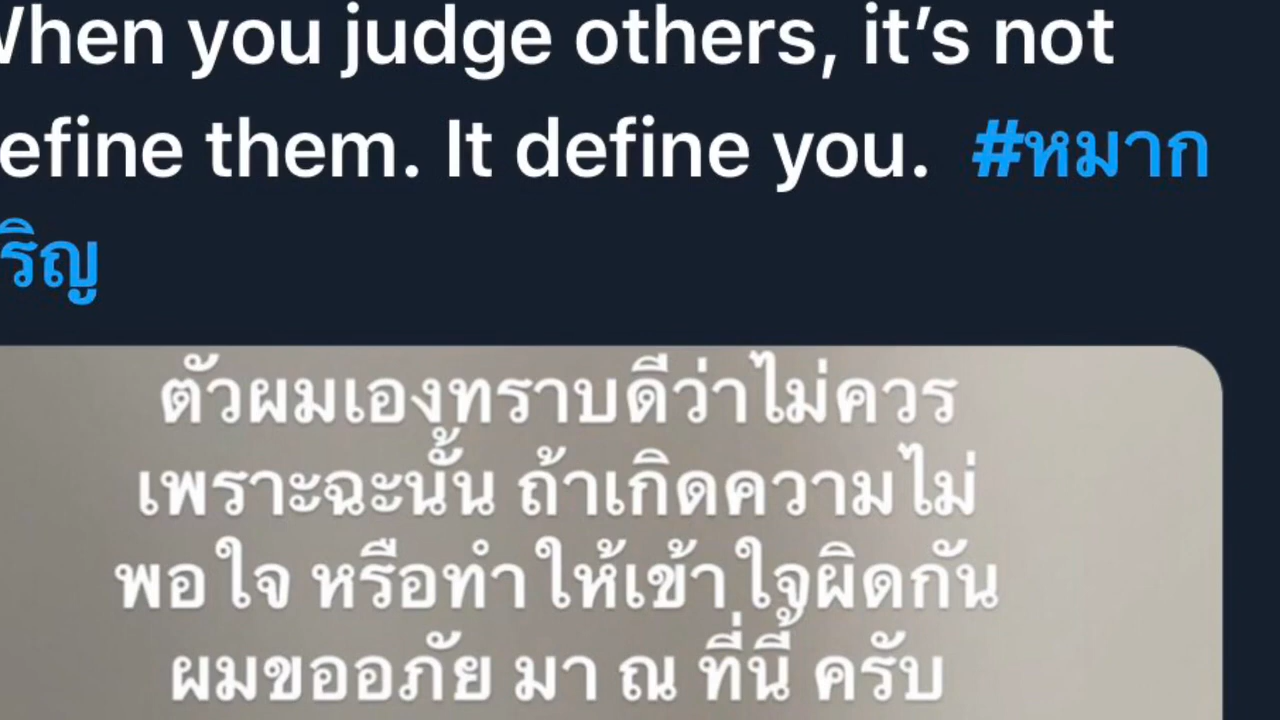 When you judge others, it’s not
efine them. It define you. #หมาก
ริญ
ตัวผมเองทราบดีว่าไม่ควร
เพราะฉะนั้น ถ้าเกิดความไม่
พอใจ หรือทำให้เข้าใจผิดกัน
ผมขออภัย มา ณ ที่นี้ ครับ